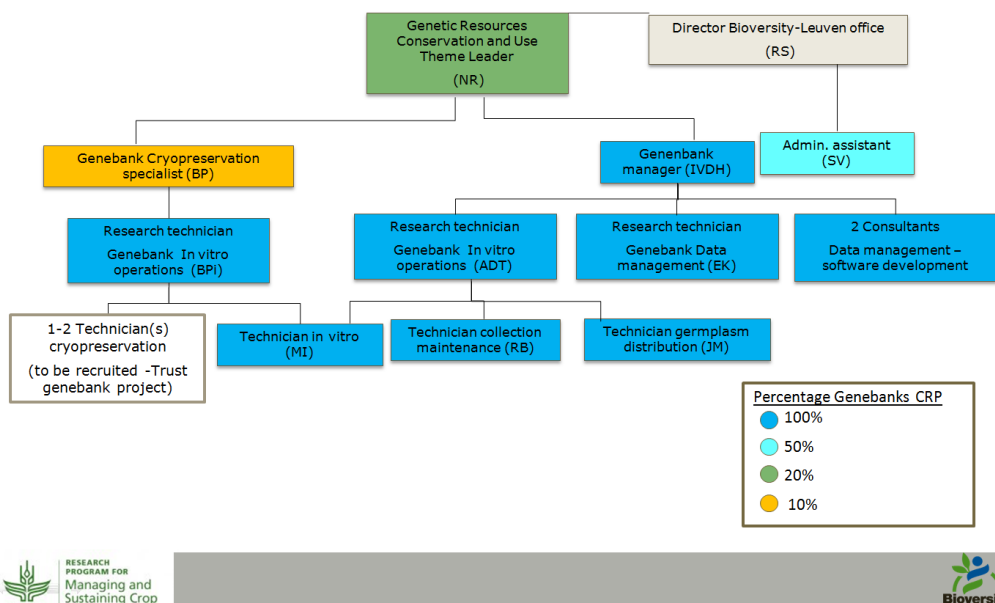 Genetic Resources
Conservation and Use
Theme Leader
(NR)
Director Bioversity-Leuven office
(RS)
Genebank Cryopreservation
specialist (BP)
Genenbank
manager (IVDH)
Admin. assistant
(SV)
Research technician
Genebank In vitro
operations (BPi)
Research technician
Genebank In vitro
operations (ADT)
Research technician
Genebank Data
management (EK)
2 Consultants
Data management –
software development
1-2 Technician(s)
cryopreservation
(to be recruited -Trust
genebank project)
Technician in vitro
(MI)
Technician collection
maintenance (RB)
Technician germplasm
distribution (JM)
Percentage Genebanks CRP
100%
50%
20%
10%
RESEARCH
PROGRAM FOR
Managing and
Sustaining Crop